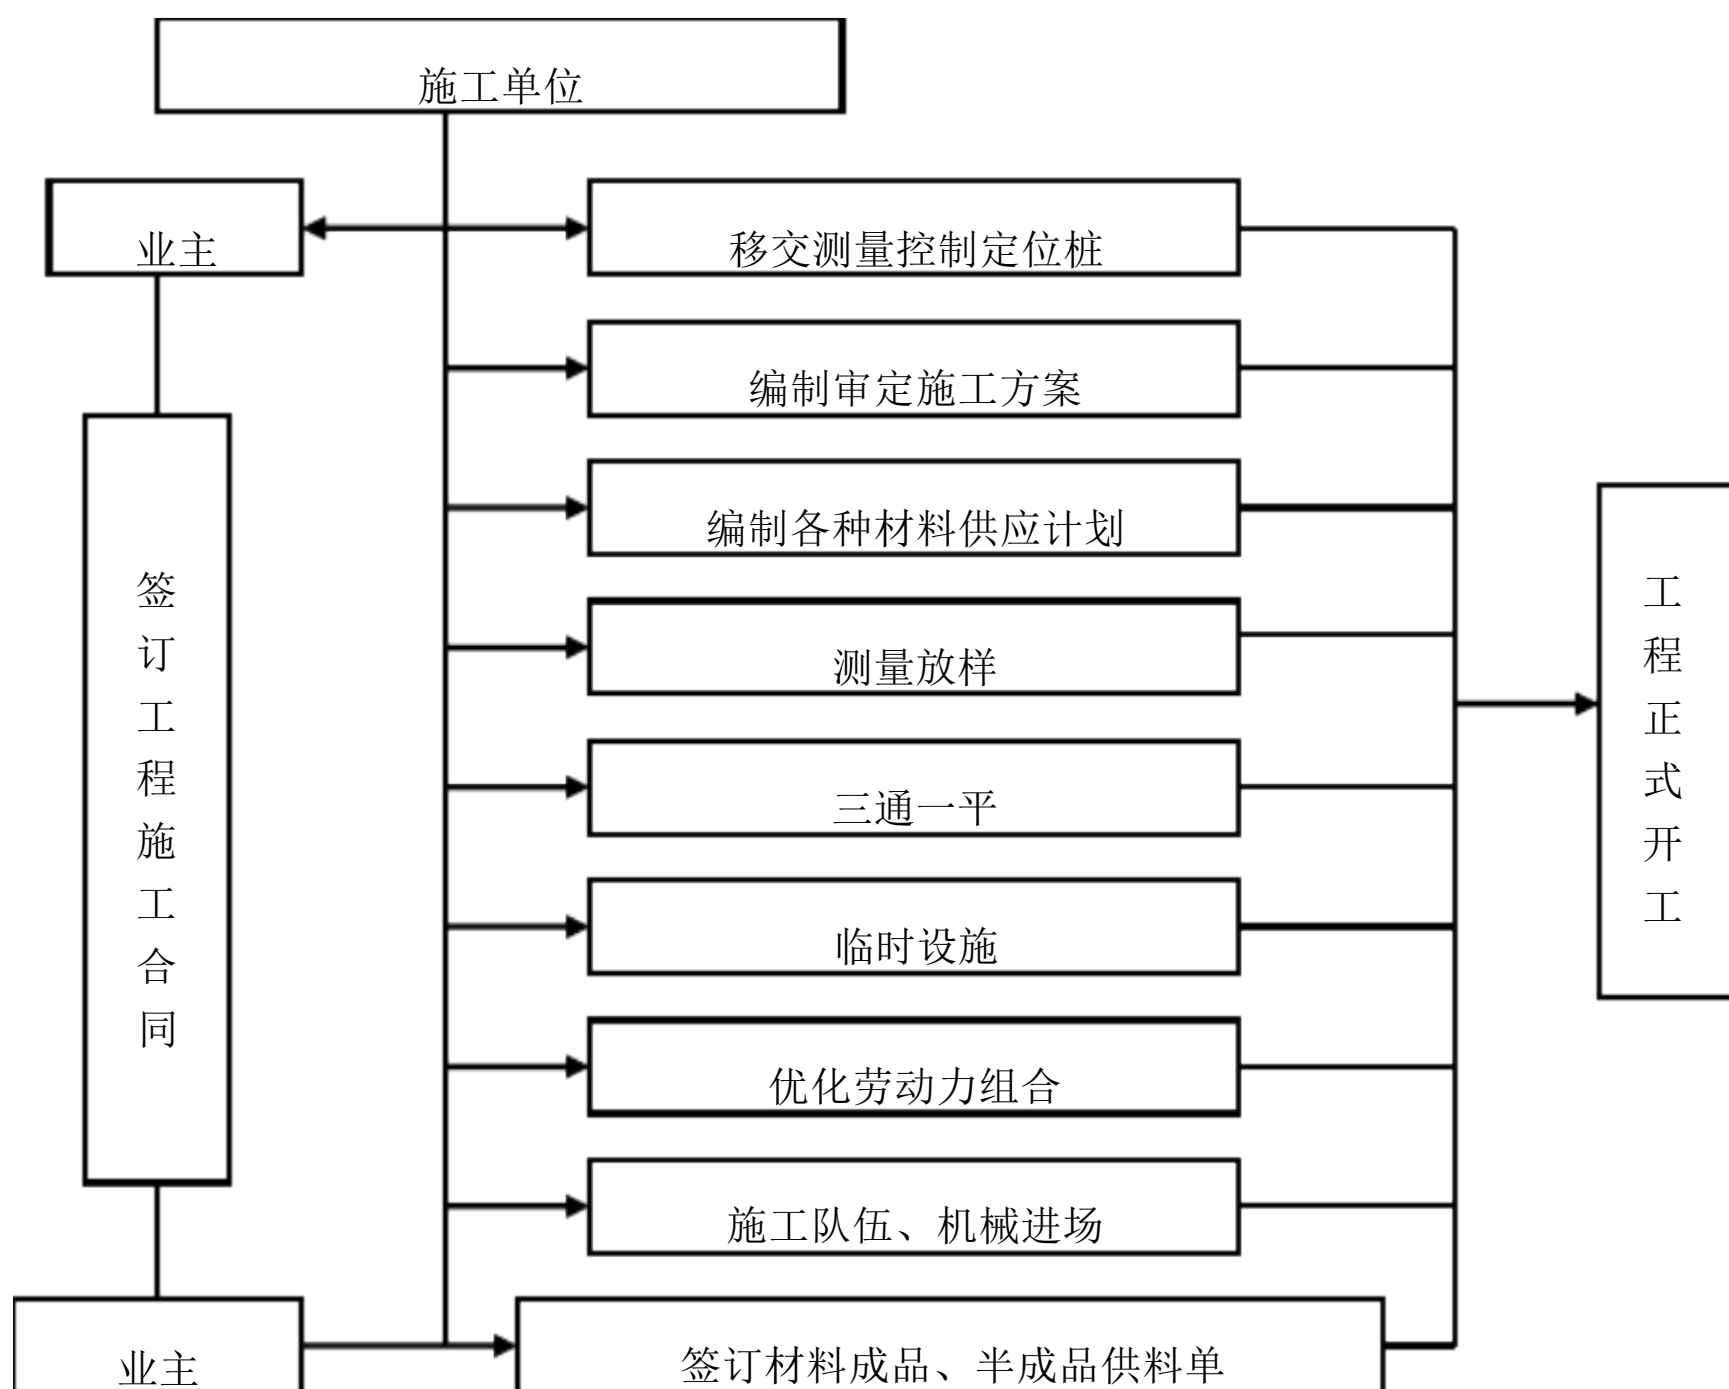 施工单位
业主
移交测量控制定位桩
编制审定施工方案
编制各种材料供应计划
签订工程施工合同
测量放样
三通一平
临时设施
优化劳动力组合
施工队伍、机械进场
业主
签订材料成品、半成品供料单
工程正式开工